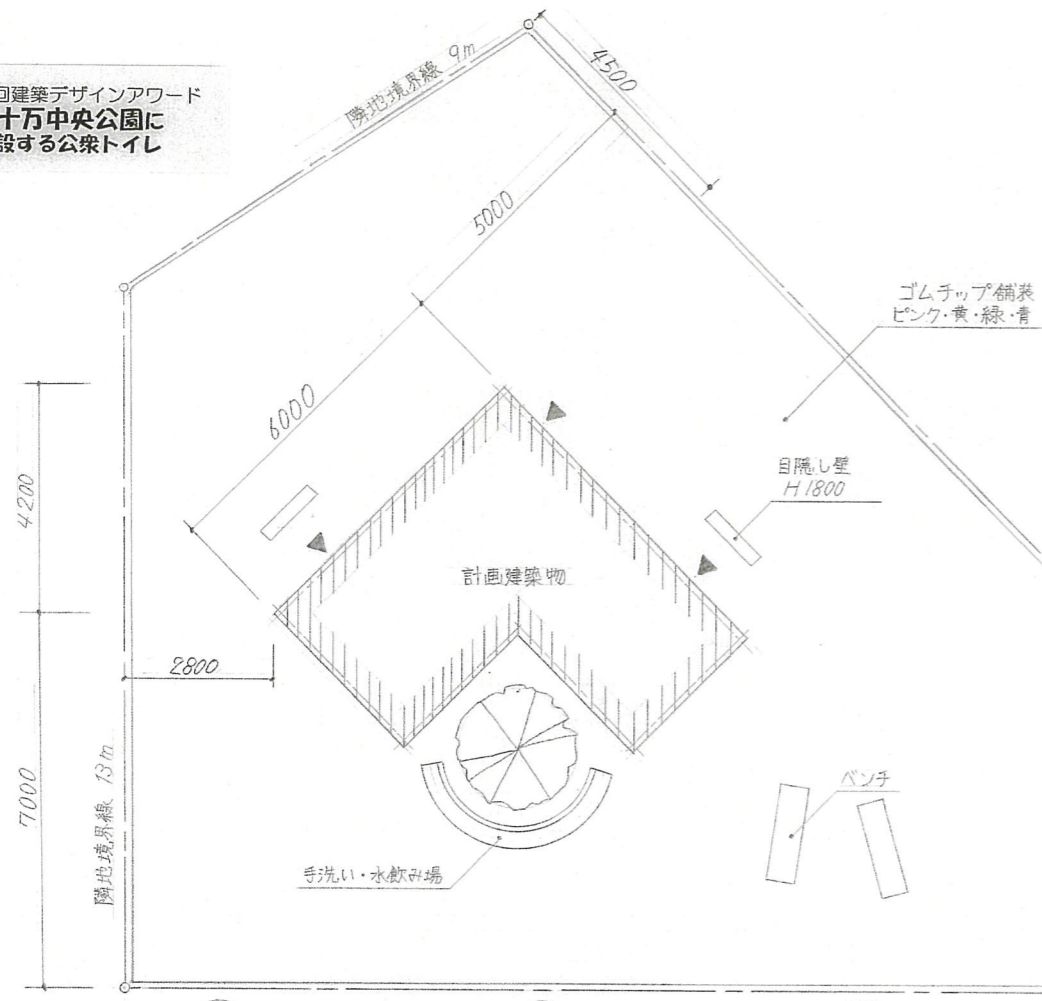 回建築デザインアワード
十万中央公園に
設する公衆トイレ
隣地境界線 9m
4500
5000
ゴムチップ舗装
ピンク・黄・緑・青
6000
目隠し壁
H1800
4200
計画建築物
2800
7000
隣地境界線 13m
ベンチ
手洗い・水飲み場